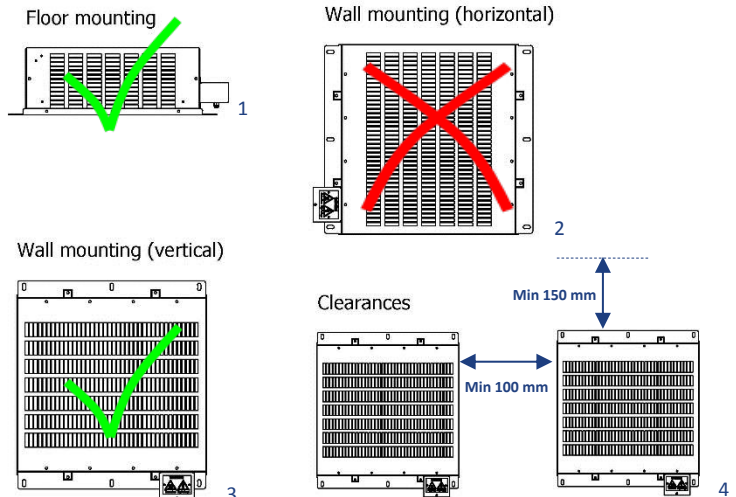 Floor mounting
1
Wall mounting (horizontal)
2
Wall mounting (vertical)
3
Clearances
Min 150 mm
Min 100 mm
4